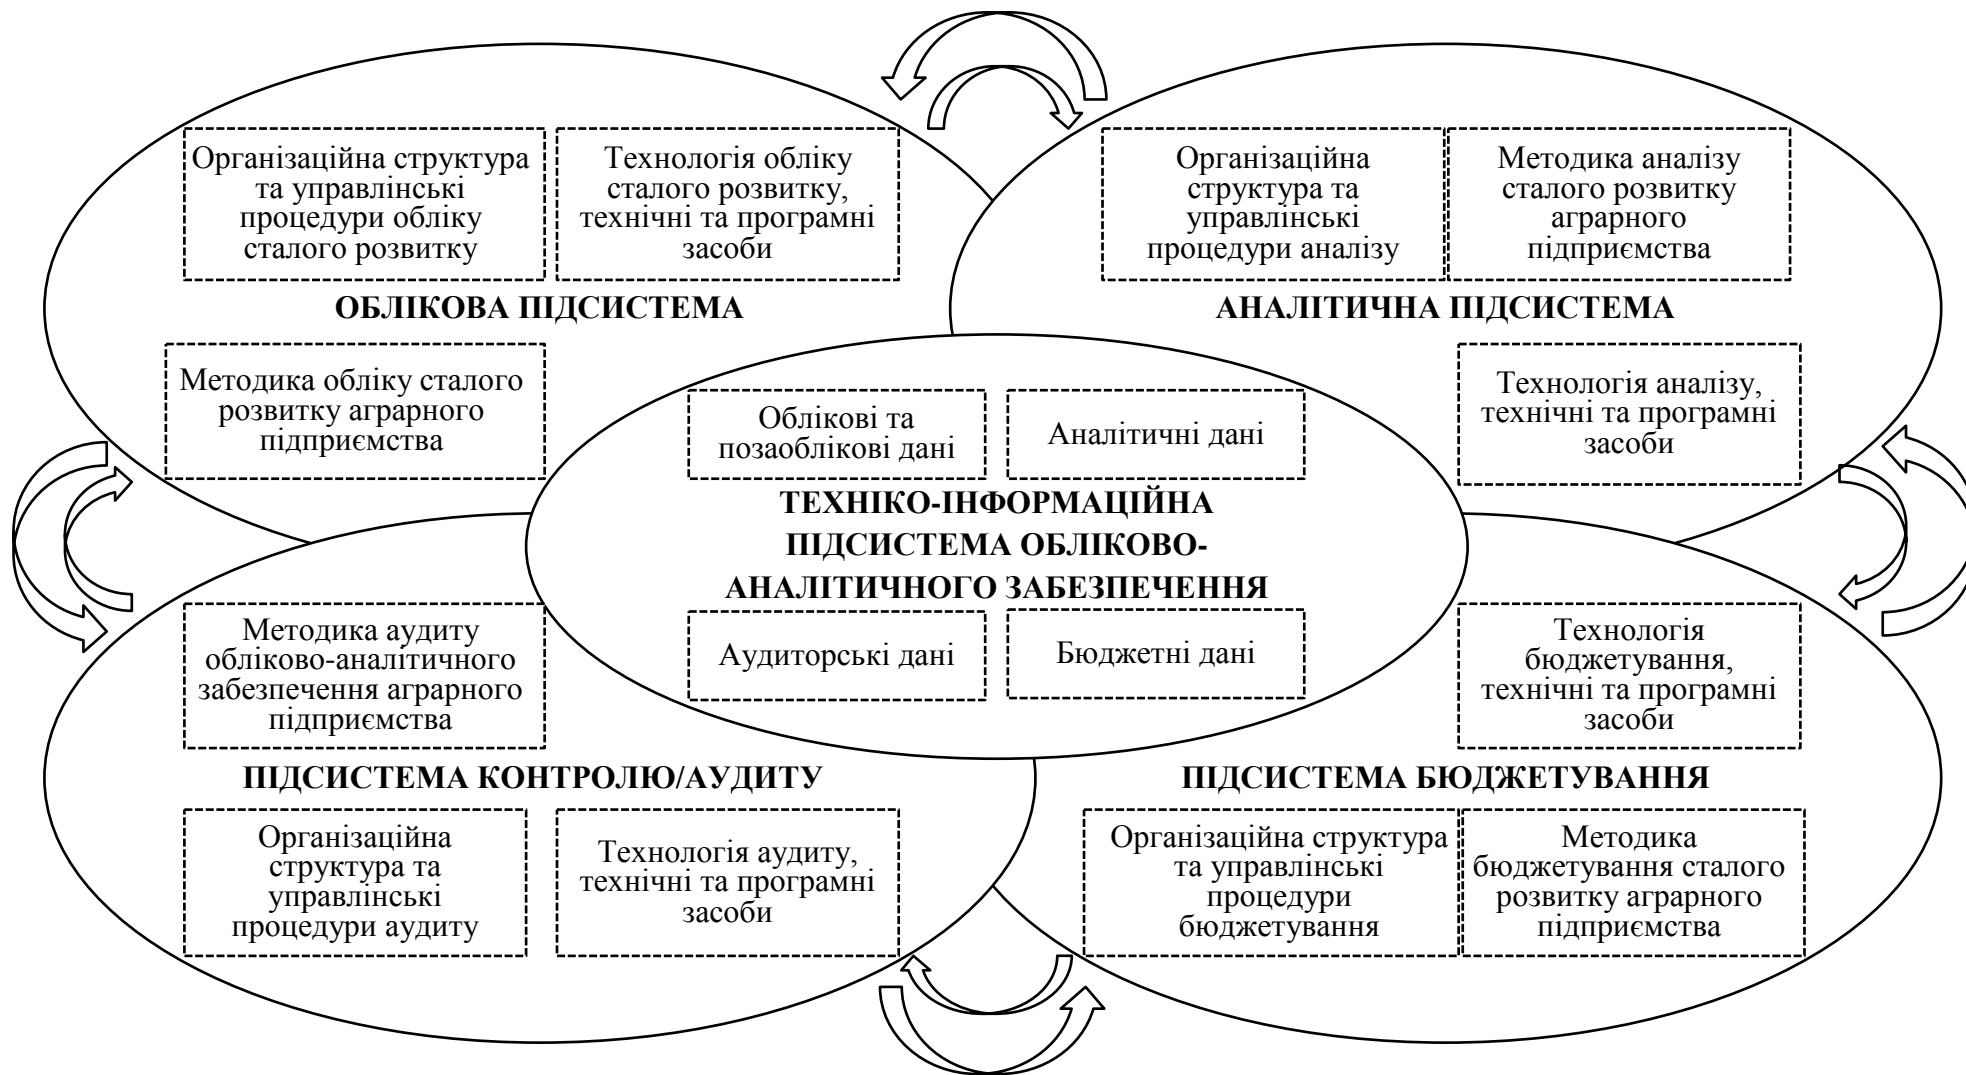 Організаційна структура
та управлінські
процедури обліку
сталого розвитку
Технологія обліку
сталого розвитку,
технічні та програмні
засоби
Організаційна
структура та
управлінські
процедури аналізу
Методика аналізу
сталого розвитку
аграрного
підприємства
ОБЛІКОВА ПІДСИСТЕМА
АНАЛІТИЧНА ПІДСИСТЕМА
Методика обліку сталого
розвитку аграрного
підприємства
Облікові та
позаоблікові дані
Аналітичні дані
Технологія аналізу,
технічні та програмні
засоби
ТЕХНІКО-ІНФОРМАЦІЙНА
ПІДСИСТЕМА ОБЛІКОВО-
АНАЛІТИЧНОГО ЗАБЕЗПЕЧЕННЯ
Методика аудиту
обліково-аналітичного
забезпечення аграрного
підприємства
Аудиторські дані
Бюджетні дані
Технологія
бюджетування,
технічні та програмні
засоби
ПІДСИСТЕМА КОНТРОЛЮ/АУДИТУ
ПІДСИСТЕМА БЮДЖЕТУВАННЯ
Організаційна
структура та
управлінські
процедури аудиту
Технологія аудиту,
технічні та програмні
засоби
Організаційна структура
та управлінські
процедури
бюджетування
Методика
бюджетування сталого
розвитку аграрного
підприємства